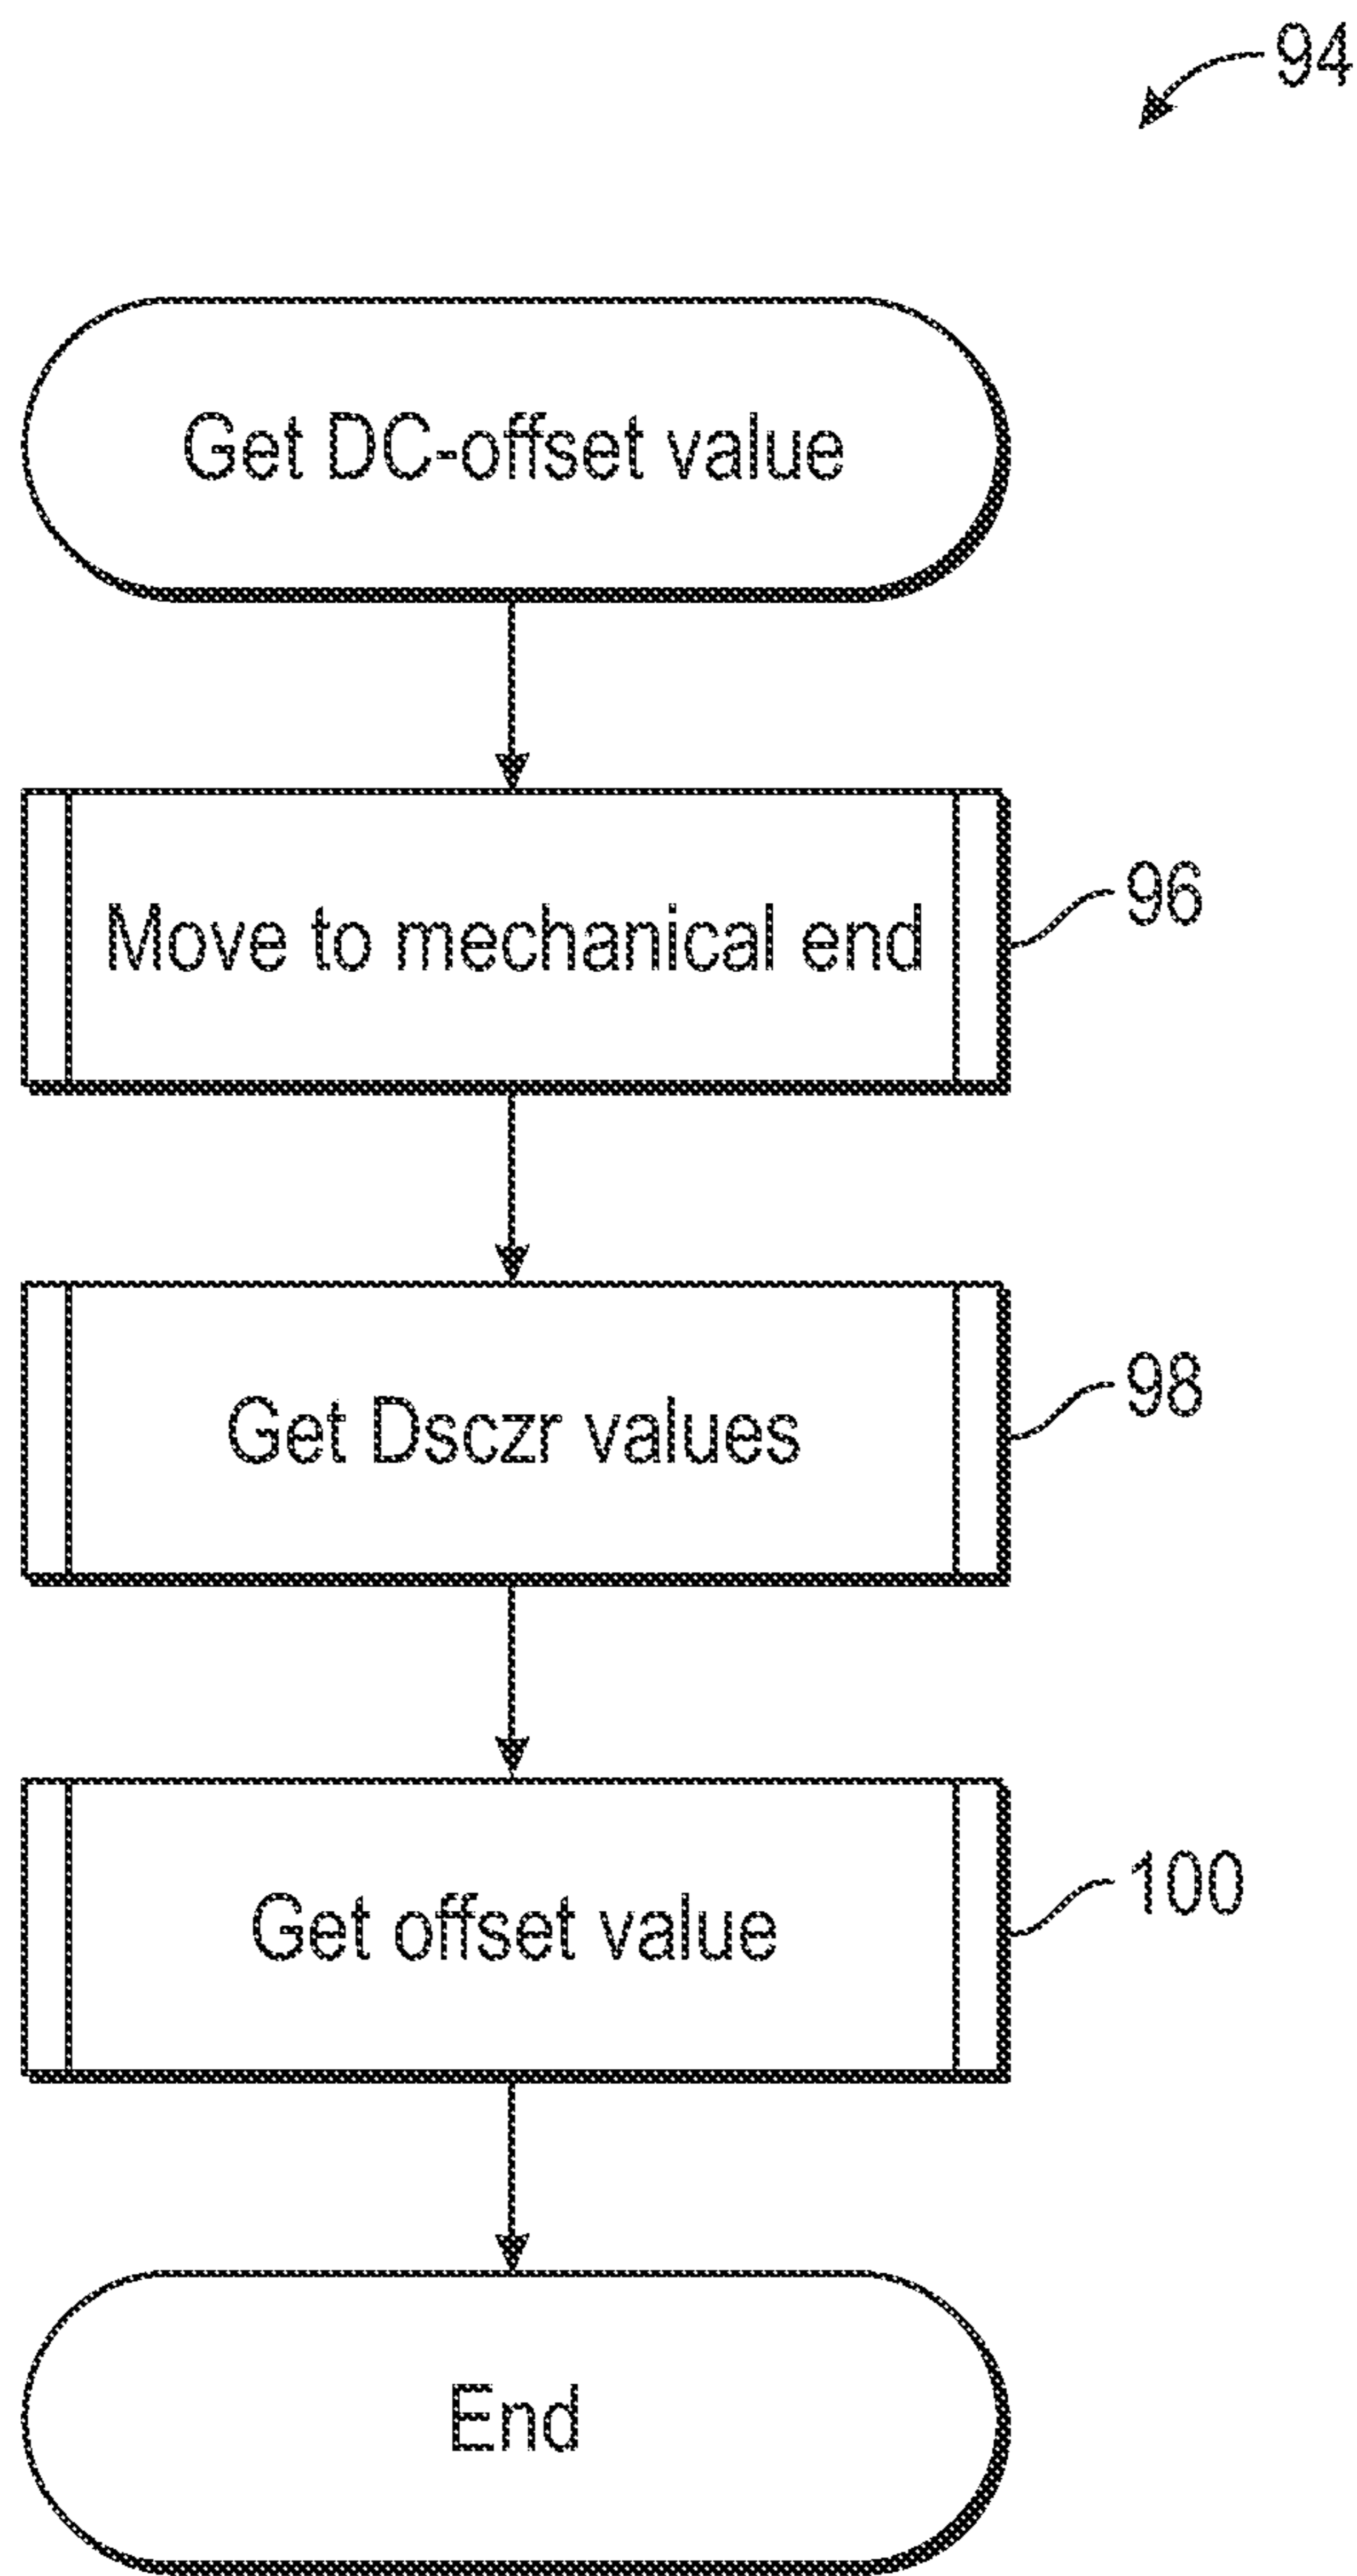 94
Get DC-offset value
Move to mechanical end
96
Get Dsczr values
98
Get offset value
100
End